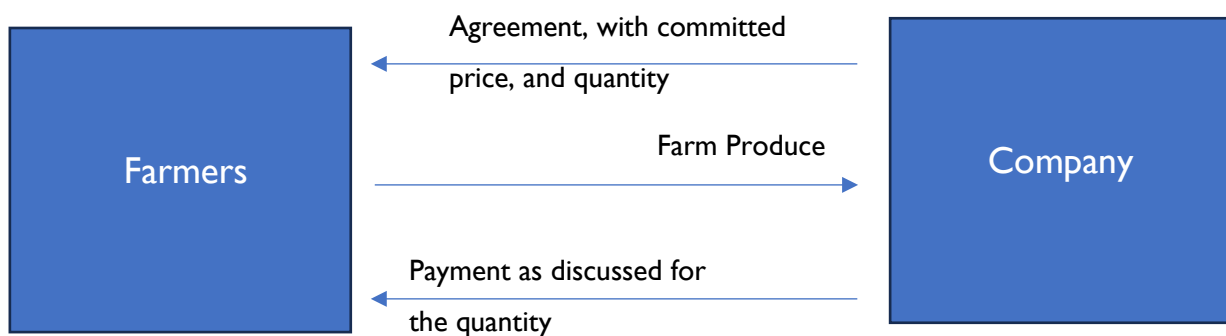 Agreement, with committed
price, and quantity
Farmers
Farm Produce
Company
Payment as discussed for
the quantity